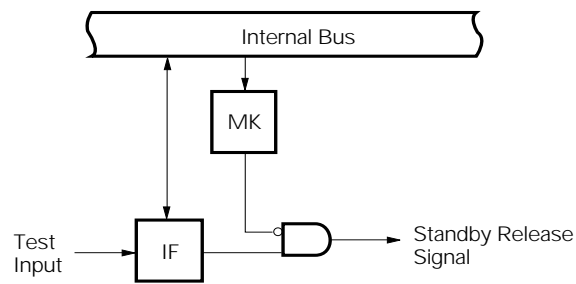 Internal Bus
MK
Test
Input
IF
Standby Release
Signal